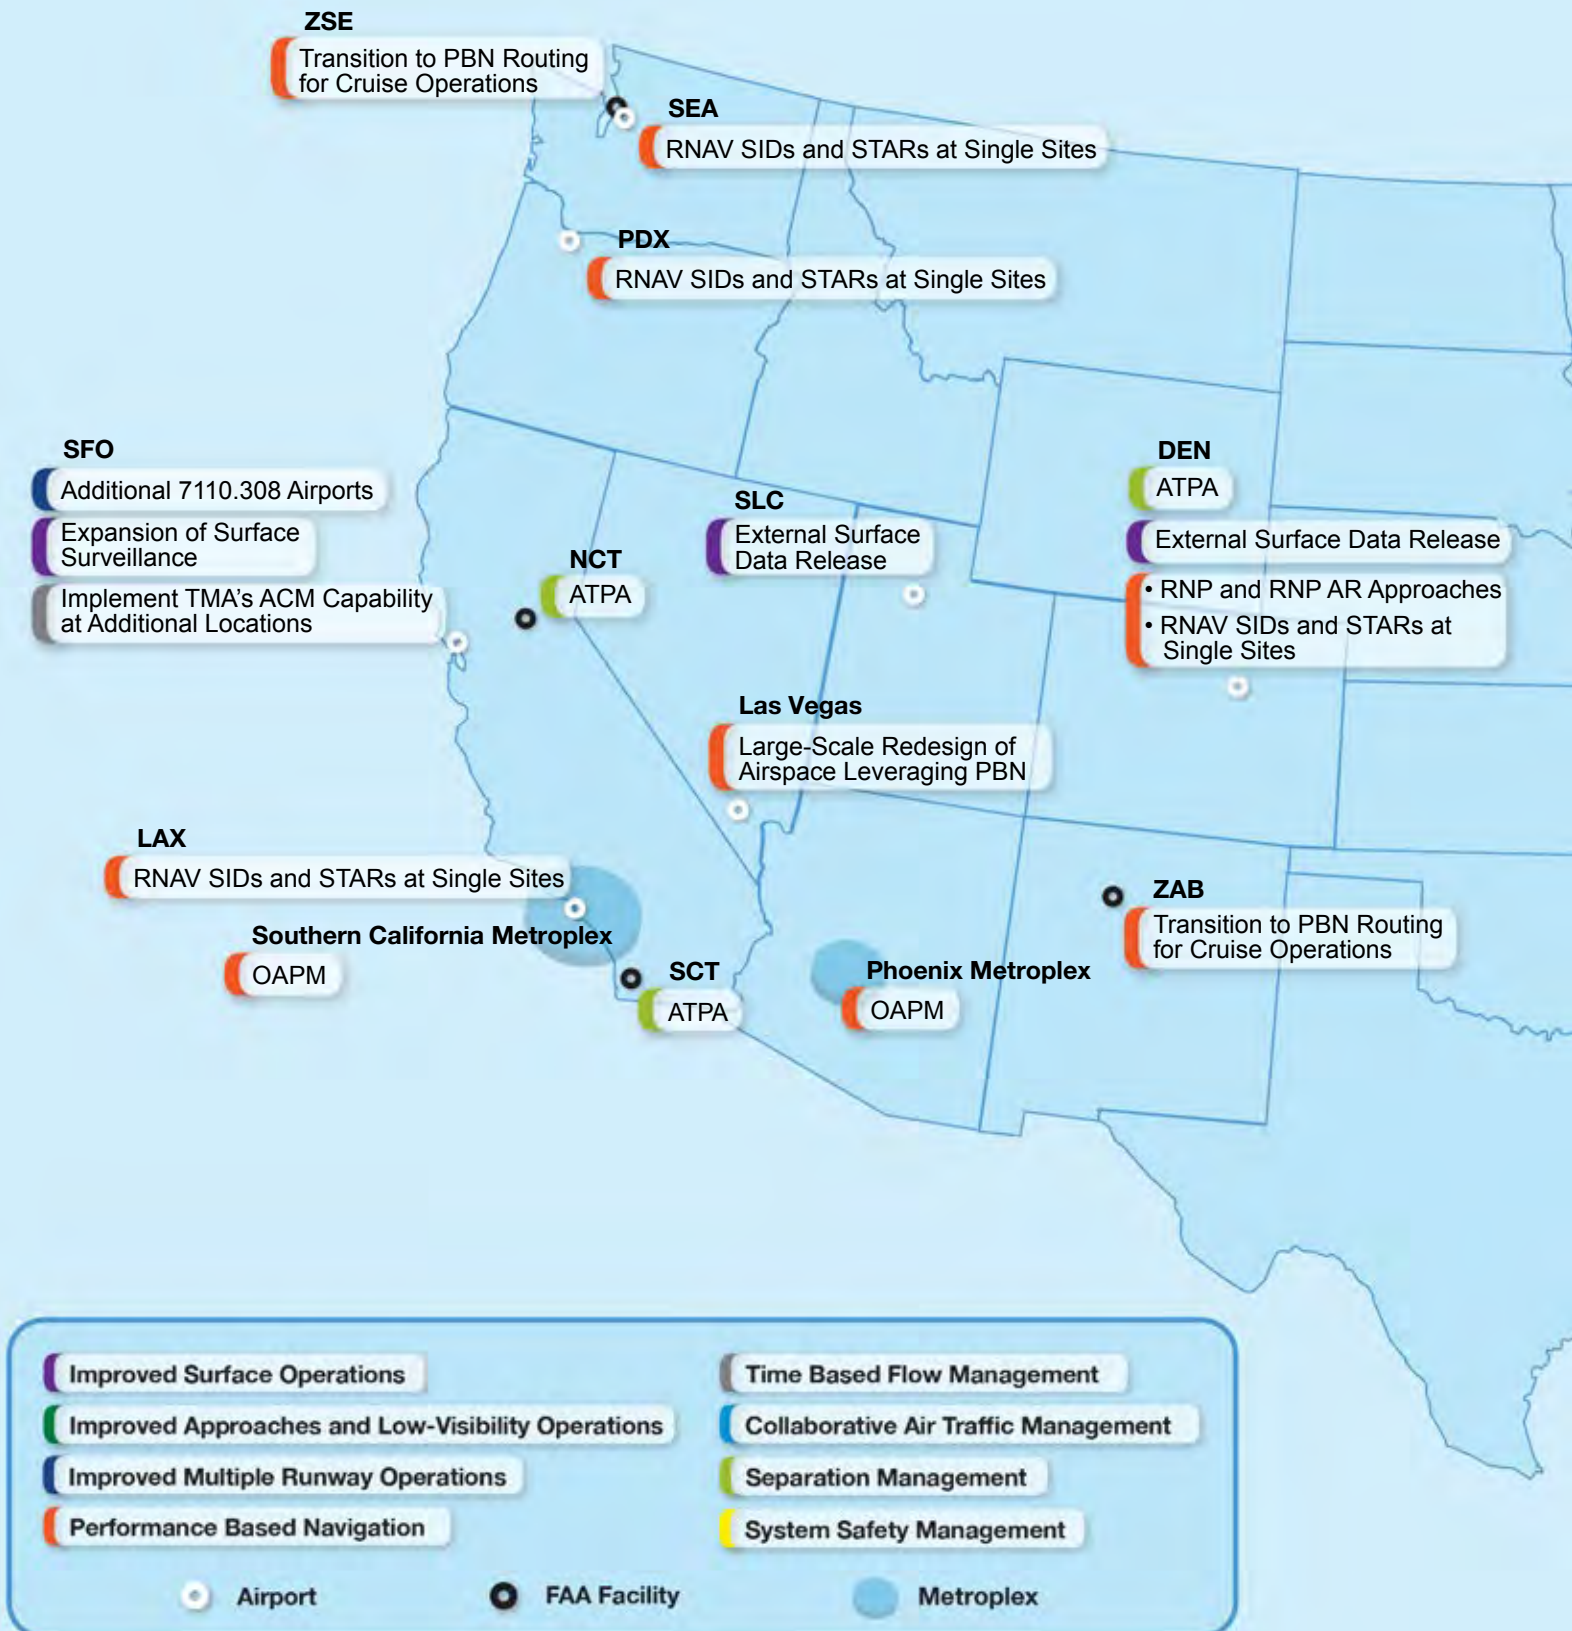 ZSE
Transition to PBN Routing
for Cruise Operations
SEA
RNAV SIDs and STARs at Single Sites
PDX
RNAV SIDs and STARs at Single Sites
SFO
Additional 7110.308 Airports
Expansion of Surface
Surveillance
Implement TMA's ACM Capability
at Additional Locations
NCT
ATPA
SLC
External Surface
Data Release
DEN
ATPA
External Surface Data Release
• RNP and RNP AR Approaches
• RNAV SIDs and STARs at
Single Sites
Las Vegas
Large-Scale Redesign of
Airspace Leveraging PBN
LAX
RNAV SIDs and STARs at Single Sites
Southern California Metroplex
OAPM
SCT
ATPA
Phoenix Metroplex
OAPM
ZAB
Transition to PBN Routing
for Cruise Operations
Improved Surface Operations
Improved Approaches and Low-Visibility Operations
Improved Multiple Runway Operations
Performance Based Navigation
Time Based Flow Management
Collaborative Air Traffic Management
Separation Management
System Safety Management
Airport
FAA Facility
Metroplex